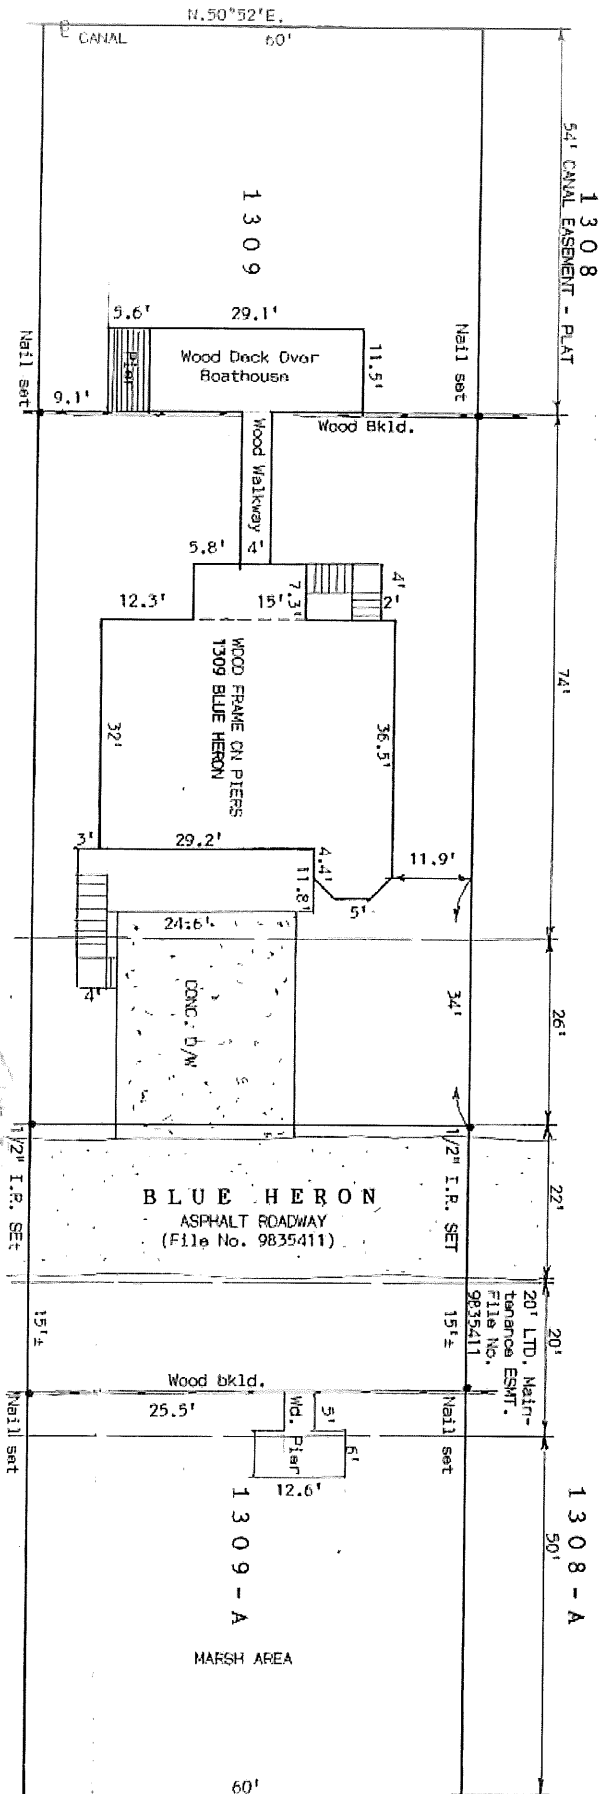 N.50°52'E.
℄ CANAL
60'
1308
54' CANAL EASEMENT - PLAT
1309
5.6'
29.1'
Nail set
Nail set
Pier
Wood Deck Over
Boathouse
11.5'
9.1'
Wood Bkld.
Wood Walkway
5.8'
4'
7.3'
4'
12.3'
15'
2'
74'
WOOD FRAME ON PIERS
1309 BLUE HERON
32'
36.5'
3'
29.2'
4.4'
11.9'
11.8'
5'
24.6'
4'
CONC. D/W
34'
26'
1/2" I.R. SEt
1/2" I.R. SET
BLUE HERON
ASPHALT ROADWAY
(File No. 9835411)
22'
15'±
15'±
20' LTD. Main-
tenance ESMT.
File No.
9835411
20'
Wood bkld.
25.5'
Wd. Pier
5'
Nail set
Nail set
12.6'
1309-A
1308-A
50'
MARSH AREA
60'